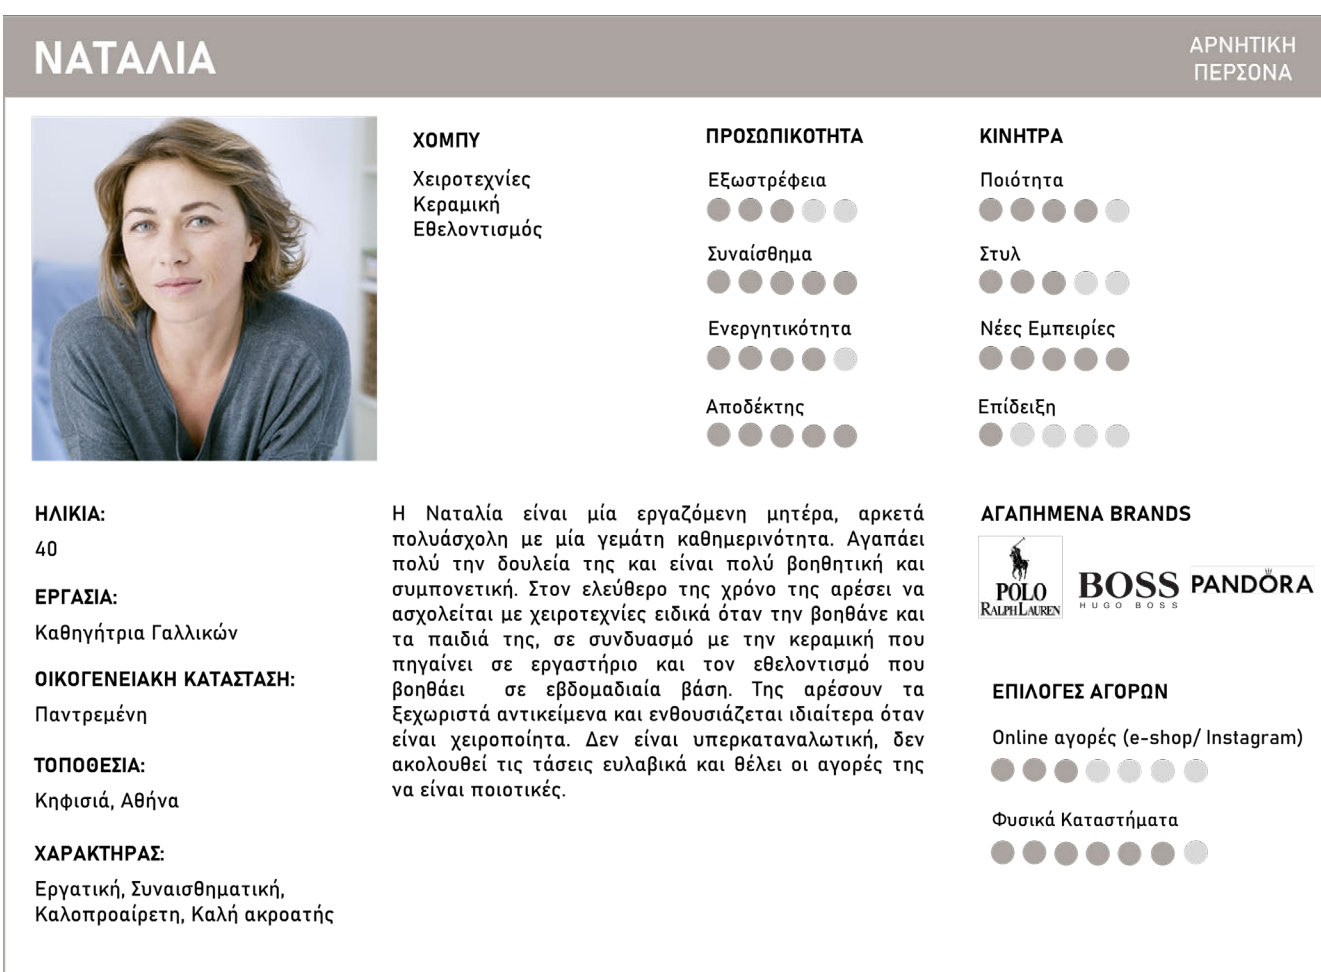 ΝΑΤΑΛΙΑ
ΑΡΝΗΤΙΚΗ
ΠΕΡΣΟΝΑ
ΧΟΜΠΥ
Χειροτεχνίες
Κεραμική
Εθελοντισμός
ΠΡΟΣΩΠΙΚΟΤΗΤΑ
Εξωστρέφεια
Συναίσθημα
Ενεργητικότητα
Αποδέκτης
ΚΙΝΗΤΡΑ
Ποιότητα
Στυλ
Νέες Εμπειρίες
Επίδειξη
ΗΛΙΚΙΑ:
40
ΕΡΓΑΣΙΑ:
Καθηγήτρια Γαλλικών
ΟΙΚΟΓΕΝΕΙΑΚΗ ΚΑΤΑΣΤΑΣΗ:
Παντρεμένη
ΤΟΠΟΘΕΣΙΑ:
Κηφισιά, Αθήνα
ΧΑΡΑΚΤΗΡΑΣ:
Εργατική, Συναισθηματική,
Καλοπροαίρετη, Καλή ακροατής
Η Ναταλία είναι μία εργαζόμενη μητέρα, αρκετά
πολυάσχολη με μία γεμάτη καθημερινότητα. Αγαπάει
πολύ την δουλεία της και είναι πολύ βοηθητική και
συμπονετική. Στον ελεύθερο της χρόνο της αρέσει να
ασχολείται με χειροτεχνίες ειδικά όταν την βοηθάνε και
τα παιδιά της, σε συνδυασμό με την κεραμική που
πηγαίνει σε εργαστήριο και τον εθελοντισμό που
βοηθάει σε εβδομαδιαία βάση. Της αρέσουν τα
ξεχωριστά αντικείμενα και ενθουσιάζεται ιδιαίτερα όταν
είναι χειροποίητα. Δεν είναι υπερκαταναλωτική, δεν
ακολουθεί τις τάσεις ευλαβικά και θέλει οι αγορές της
να είναι ποιοτικές.
ΑΓΑΠΗΜΕΝΑ BRANDS
POLO
RALPH LAUREN
BOSS
HUGO BOSS
PANDORA
ΕΠΙΛΟΓΕΣ ΑΓΟΡΩΝ
Online αγορές (e-shop/ Instagram)
Φυσικά Καταστήματα